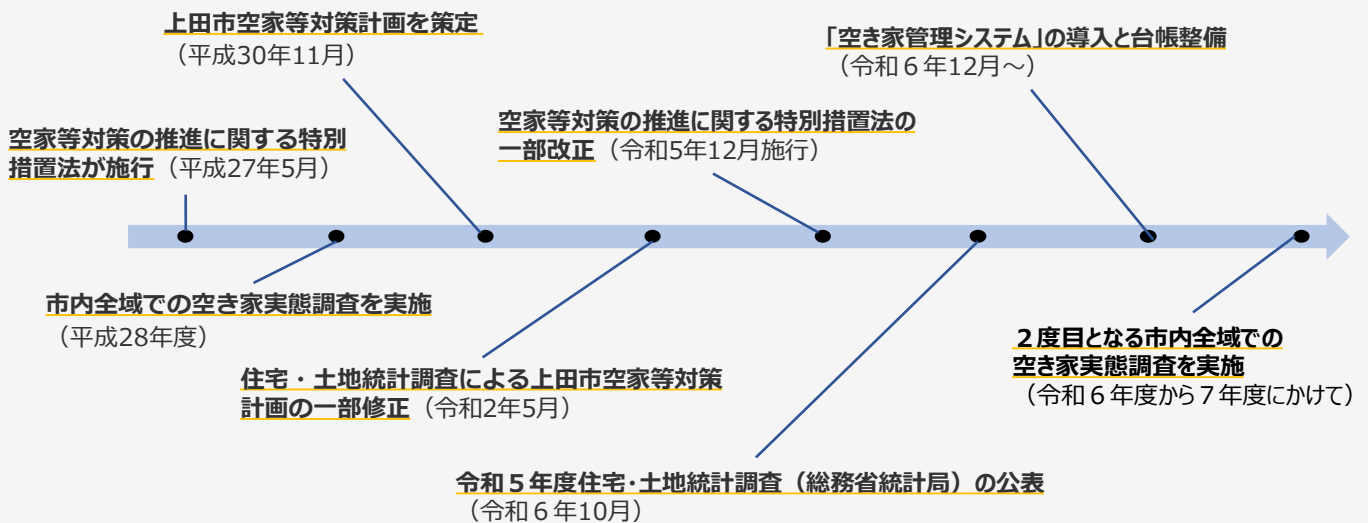 上田市空家等対策計画を策定
（平成30年11月）
「空き家管理システム」の導入と台帳整備
（令和６年12月～）
空家等対策の推進に関する特別
措置法が施行（平成27年5月）
空家等対策の推進に関する特別措置法の
一部改正（令和5年12月施行）
市内全域での空き家実態調査を実施
（平成28年度）
住宅・土地統計調査による上田市空家等対策
計画の一部修正（令和2年5月）
２度目となる市内全域での
空き家実態調査を実施
（令和６年度から７年度にかけて）
令和５年度住宅･土地統計調査（総務省統計局）の公表
（令和６年10月）